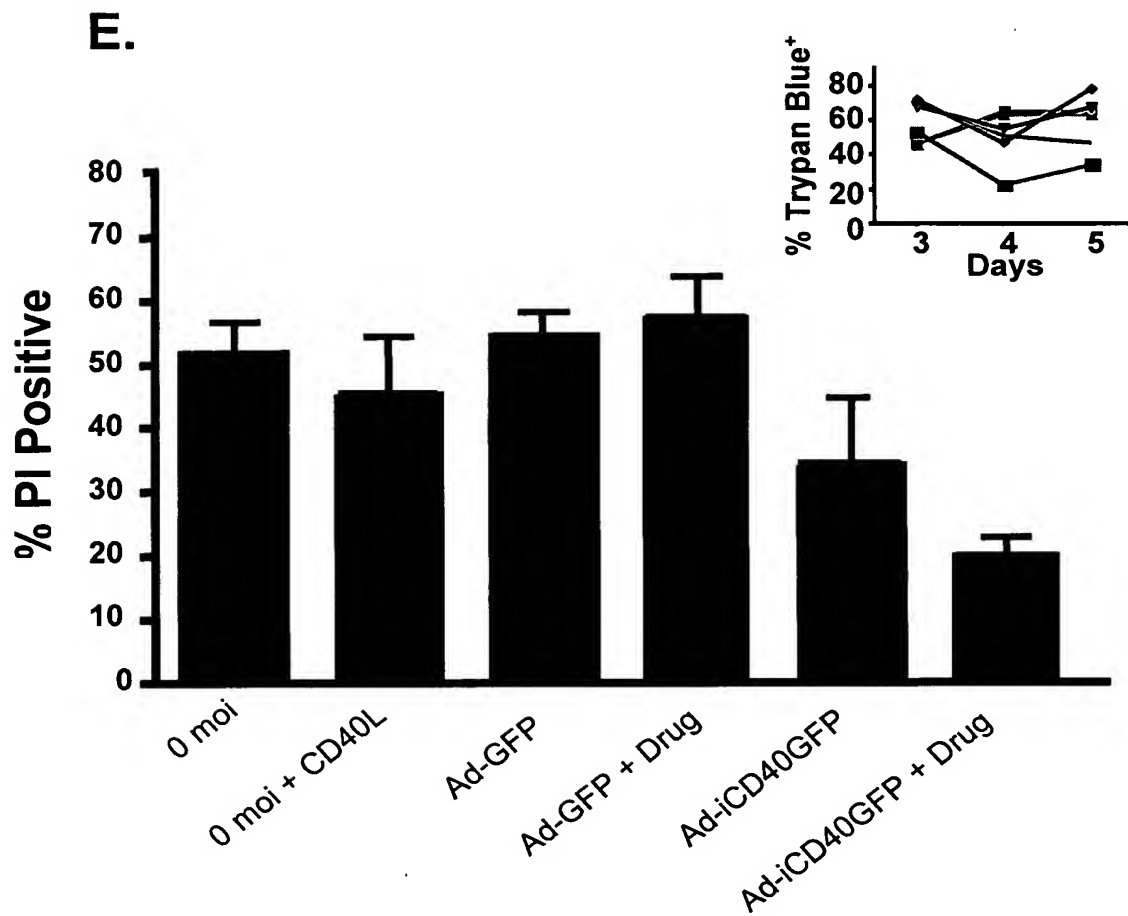 E.
% Trypan Blue+
80
60
40
20
0
3 4 5
Days
% PI Positive
80
70
60
50
40
30
20
10
0
0 moi
0 moi + CD40L
Ad-GFP
Ad-GFP + Drug
Ad-iCD40GFP
Ad-iCD40GFP + Drug